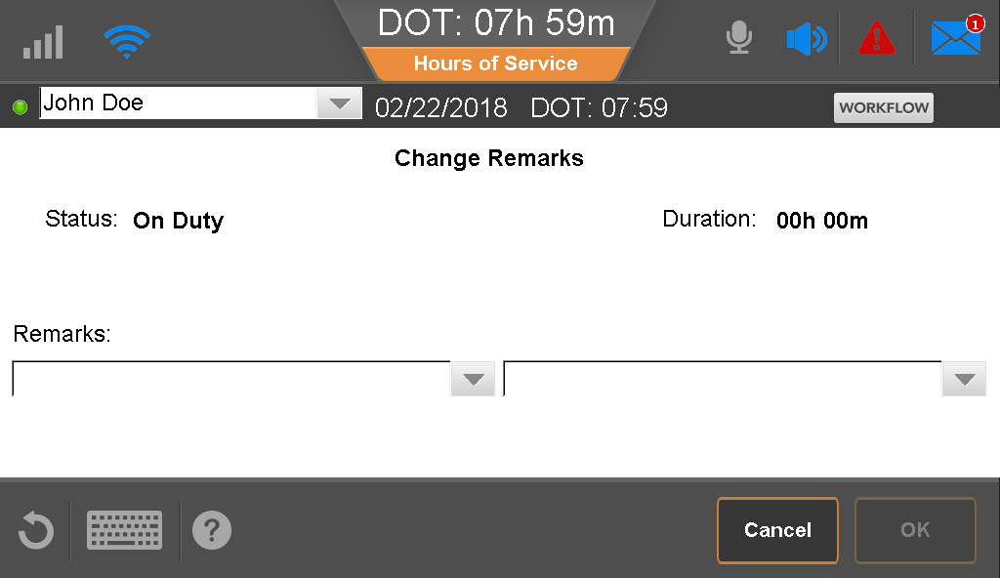 DOT: 07h 59m
1
Hours of Service
John Doe
02/22/2018 DOT: 07:59
WORKFLOW
Change Remarks
Status: On Duty
Duration: 00h 00m
Remarks:
?
Cancel
OK